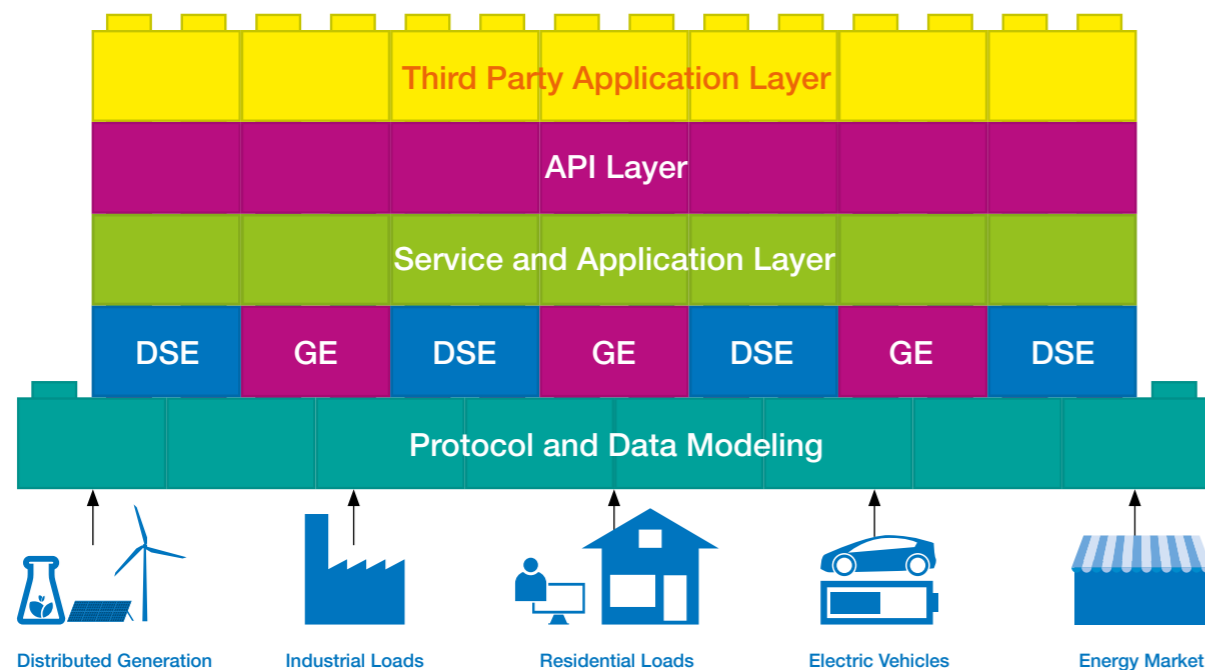 Third Party Application Layer
API Layer
Service and Application Layer
DSE GE DSE GE DSE GE DSE
Protocol and Data Modeling
Distributed Generation Industrial Loads Residential Loads Electric Vehicles Energy Market